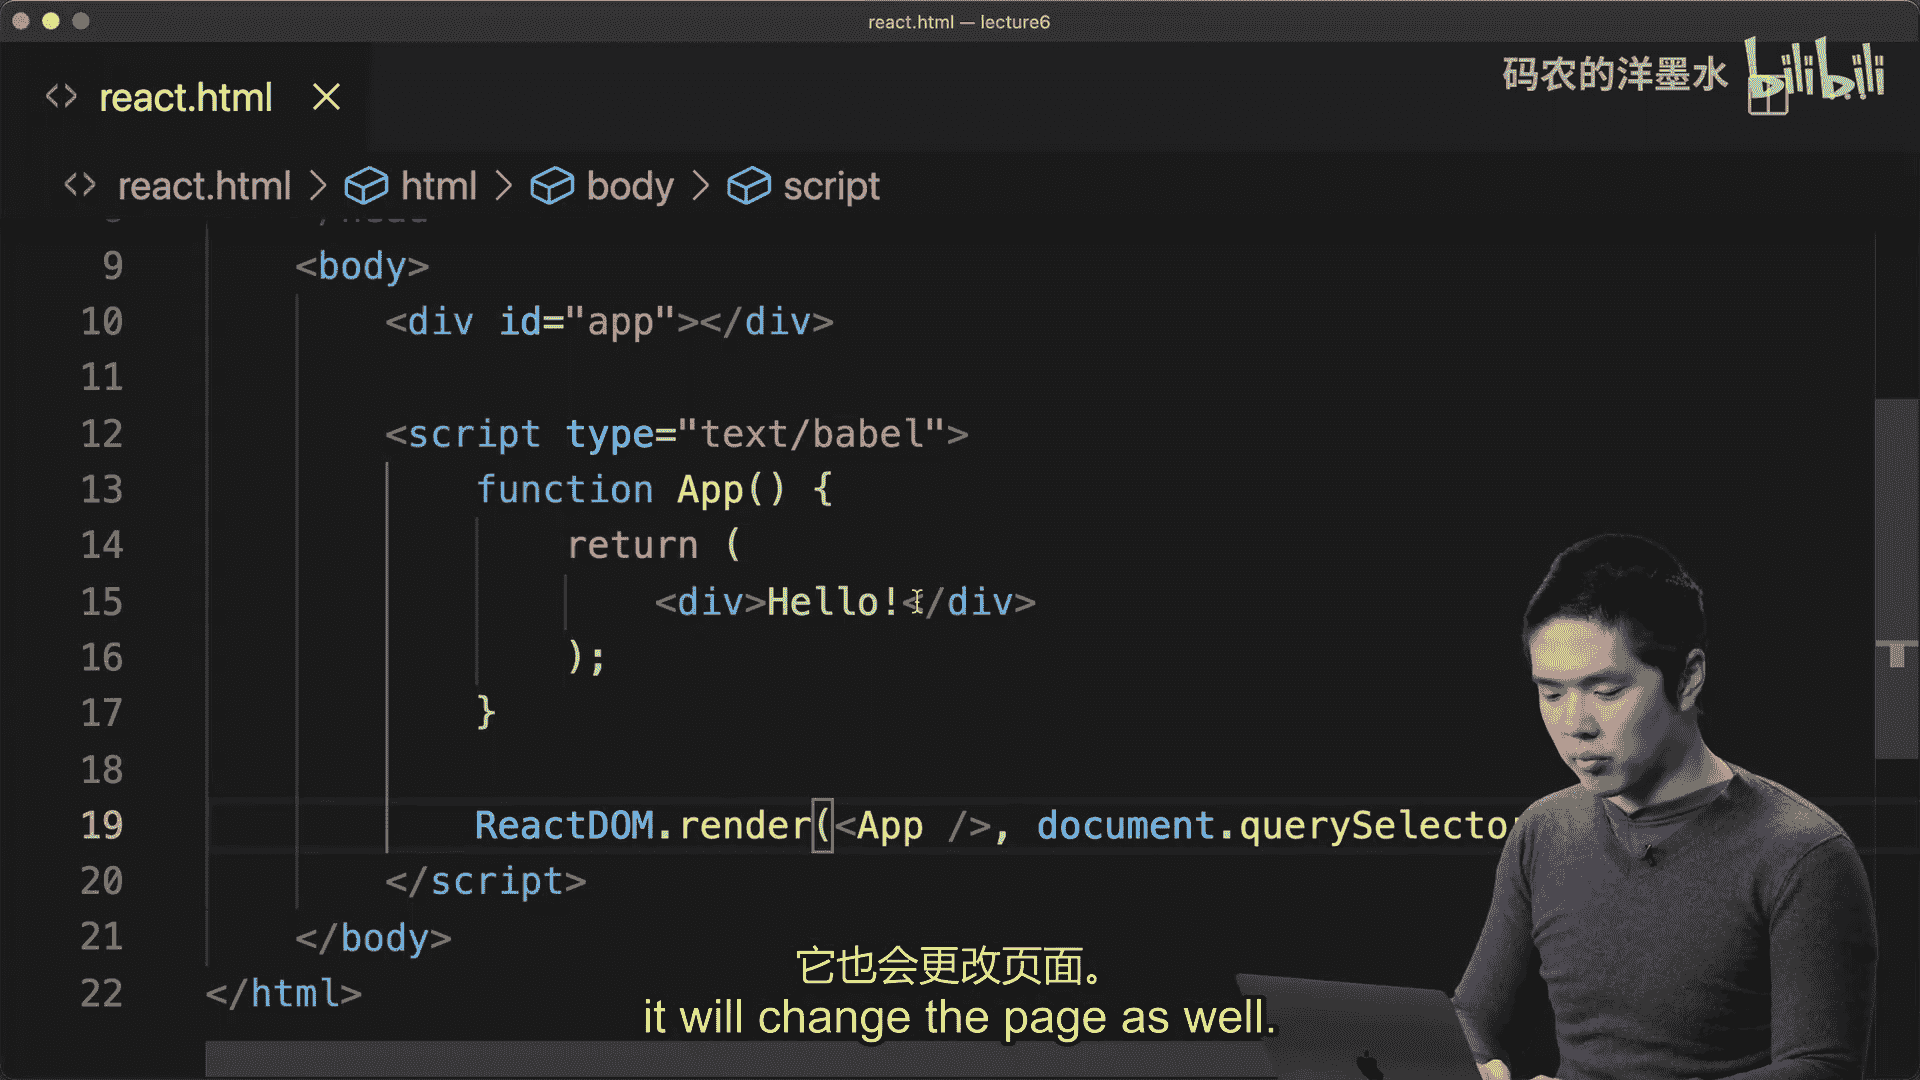 react.html — lecture6
<> react.html ×
码农的洋墨水 bilibili
<> react.html > html > body > script
9 <body>
10 <div id="app"></div>
11
12 <script type="text/babel">
13 function App() {
14 return (
15 <div>Hello!</div>
16 );
17 }
18
19 ReactDOM.render(<App />, document.querySelector
20 </script>
21 </body>
22 </html>
它也会更改页面。
it will change the page as well.